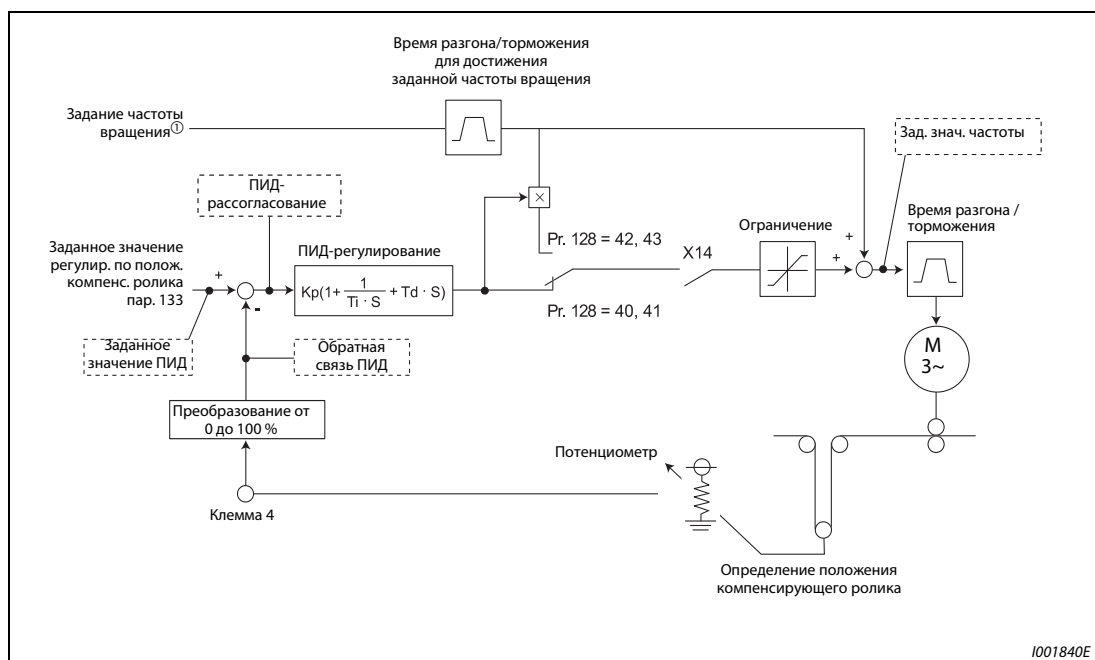 Время разгона/торможения
для достижения
заданной частоты вращения
Задание частоты
вращения①
Зад. знач. частоты
ПИД-
рассогласование
×
Время разгона /
торможения
Заданное значение
регулир. по полож.
компенс. ролика
пар. 133
+
-
ПИД-регулирование
Kp(1+ 1/Ti · S + Td · S)
Pr. 128 = 42, 43
X14
Ограничение
+
+
Pr. 128 = 40, 41
Заданное
значение ПИД
Обратная
связь ПИД
M
3~
Преобразование от
0 до 100 %
Потенциометр
Клемма 4
Определение положения
компенсирующего ролика
I001840E